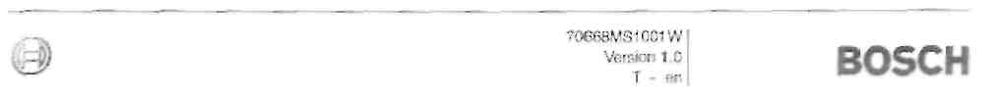 70668MS1001W
Version 1.0
T - en
BOSCH